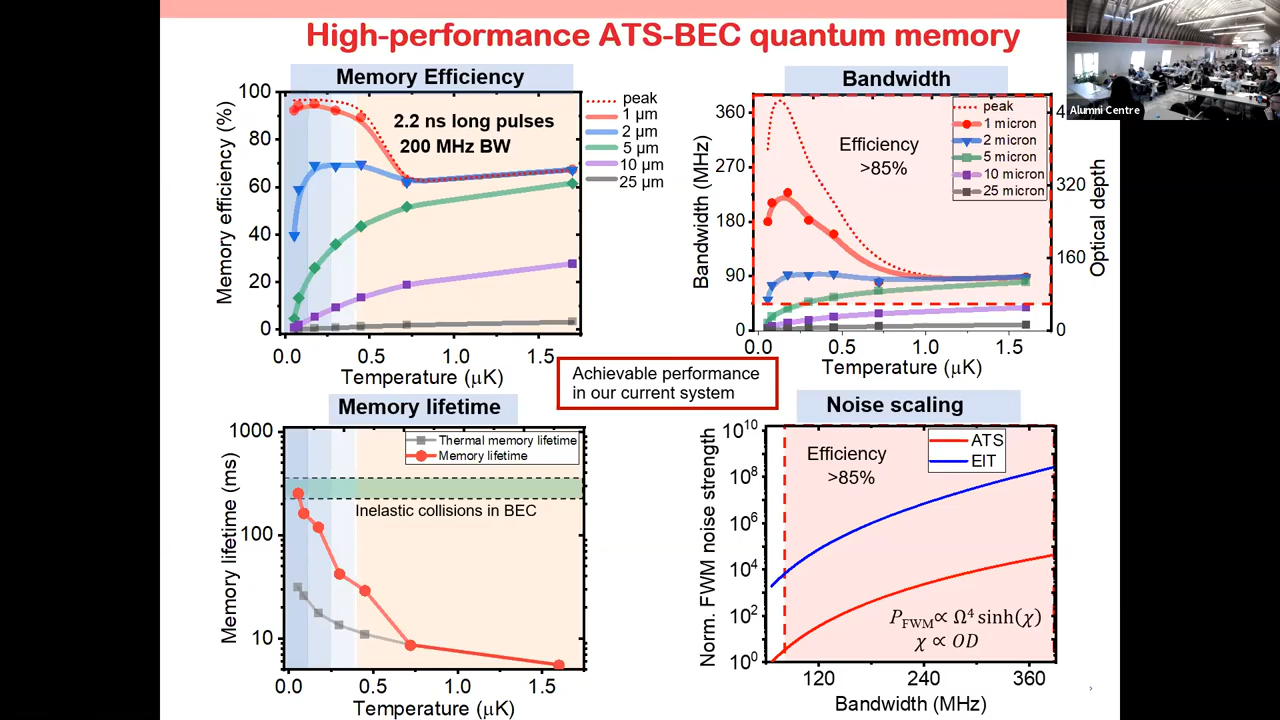 High-performance ATS-BEC quantum memory
Alumni Centre
Memory Efficiency
100
80
60
40
20
0
Memory efficiency (%)
2.2 ns long pulses
200 MHz BW
peak
1 μm
2 μm
5 μm
10 μm
25 μm
0.0 0.5 1.0 1.5
Temperature (μK)
Bandwidth
360
270
180
90
0
Bandwidth (MHz)
Efficiency
>85%
peak
1 micron
2 micron
5 micron
10 micron
25 micron
4
320
160
0
Optical depth
0.0 0.5 1.0 1.5
Temperature (μK)
Achievable performance
in our current system
Memory lifetime
1000
100
10
Memory lifetime (ms)
Thermal memory lifetime
Memory lifetime
Inelastic collisions in BEC
0.0 0.5 1.0 1.5
Temperature (μK)
Noise scaling
10¹⁰
10⁸
10⁶
10⁴
10²
10⁰
Norm. FWM noise strength
Efficiency
>85%
ATS
EIT
P_FWM ∝ Ω⁴ sinh(χ)
χ ∝ OD
120 240 360
Bandwidth (MHz)